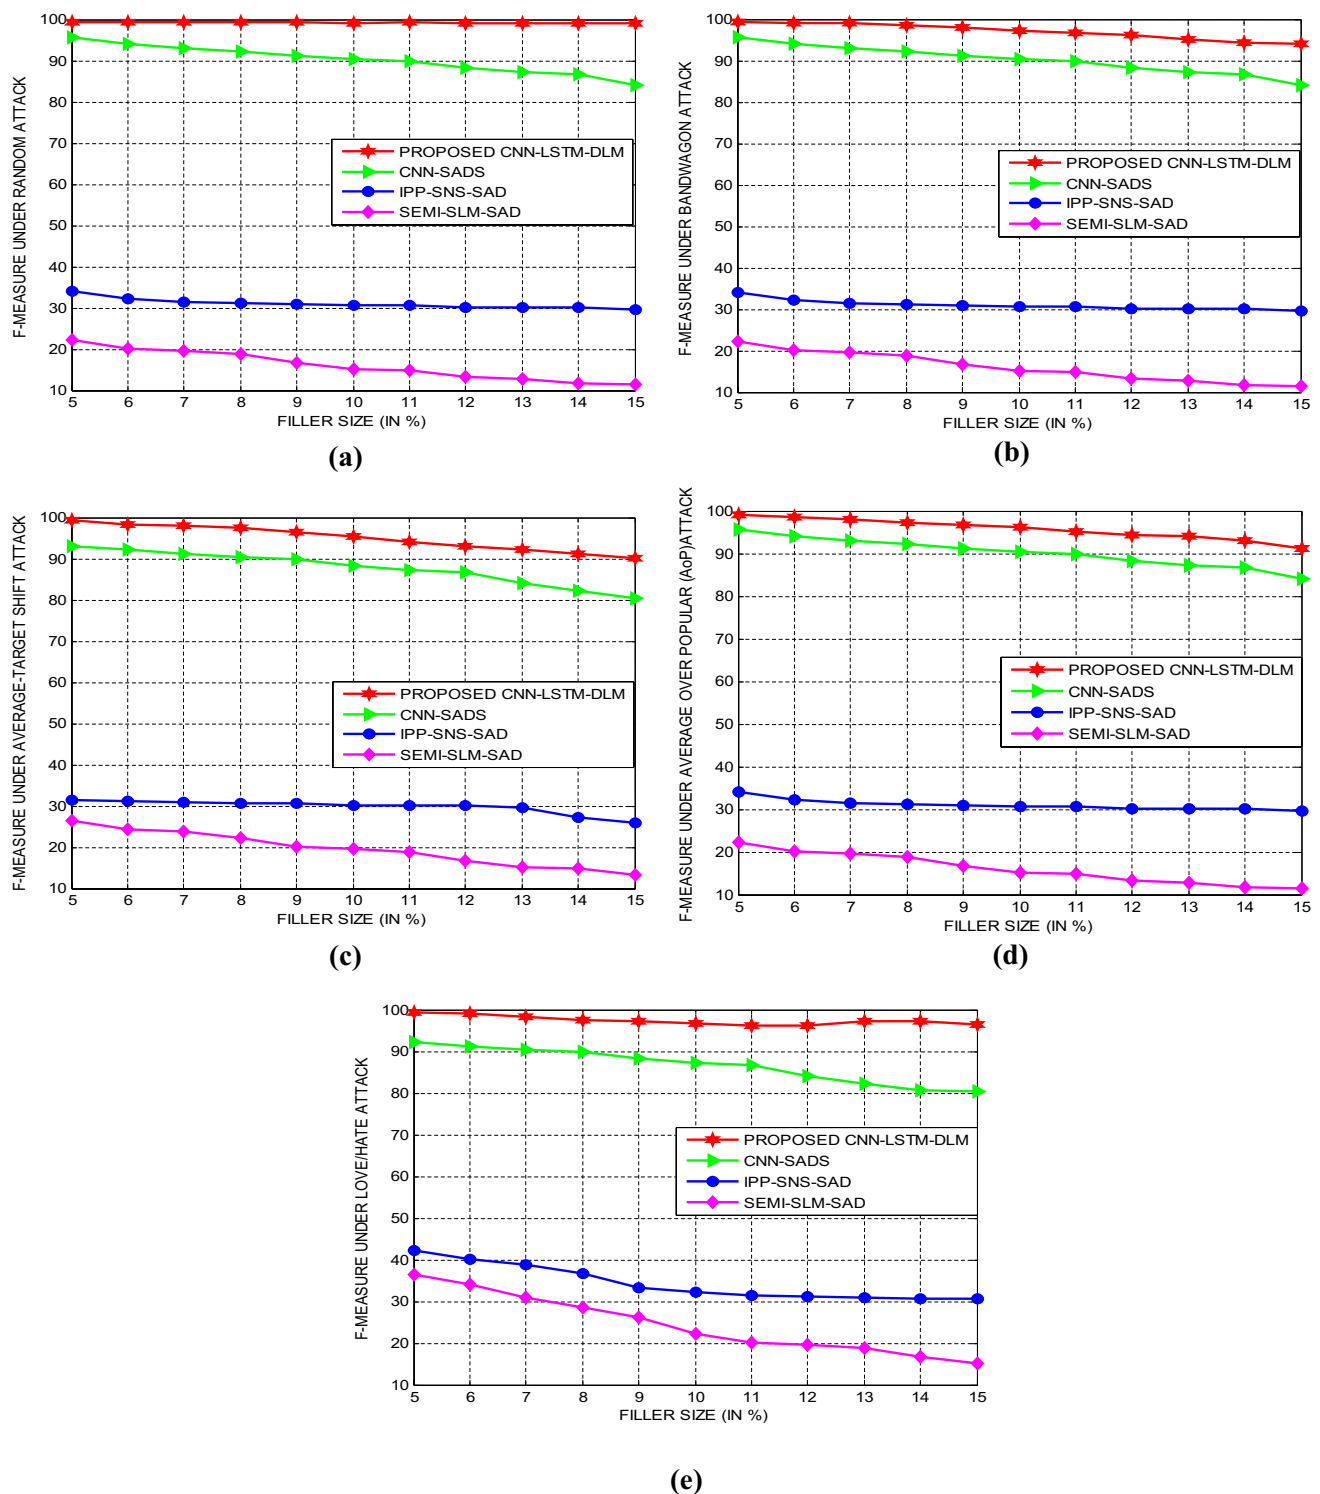 F-MEASURE UNDER RANDOM ATTACK
100
90
80
70
60
50
40
30
20
10
PROPOSED CNN-LSTM-DLM
CNN-SADS
IPP-SNS-SAD
SEMI-SLM-SAD
5 6 7 8 9 10 11 12 13 14 15
FILLER SIZE (IN %)
(a)
F-MEASURE UNDER BANDWAGON ATTACK
100
90
80
70
60
50
40
30
20
10
PROPOSED CNN-LSTM-DLM
CNN-SADS
IPP-SNS-SAD
SEMI-SLM-SAD
5 6 7 8 9 10 11 12 13 14 15
FILLER SIZE (IN %)
(b)
F-MEASURE UNDER AVERAGE-TARGET SHIFT ATTACK
100
90
80
70
60
50
40
30
20
10
PROPOSED CNN-LSTM-DLM
CNN-SADS
IPP-SNS-SAD
SEMI-SLM-SAD
5 6 7 8 9 10 11 12 13 14 15
FILLER SIZE (IN %)
(c)
F-MEASURE UNDER AVERAGE OVER POPULAR (AoP)ATTACK
100
90
80
70
60
50
40
30
20
10
PROPOSED CNN-LSTM-DLM
CNN-SADS
IPP-SNS-SAD
SEMI-SLM-SAD
5 6 7 8 9 10 11 12 13 14 15
FILLER SIZE (IN %)
(d)
F-MEASURE UNDER LOVE/HATE ATTACK
100
90
80
70
60
50
40
30
20
10
PROPOSED CNN-LSTM-DLM
CNN-SADS
IPP-SNS-SAD
SEMI-SLM-SAD
5 6 7 8 9 10 11 12 13 14 15
FILLER SIZE (IN %)
(e)